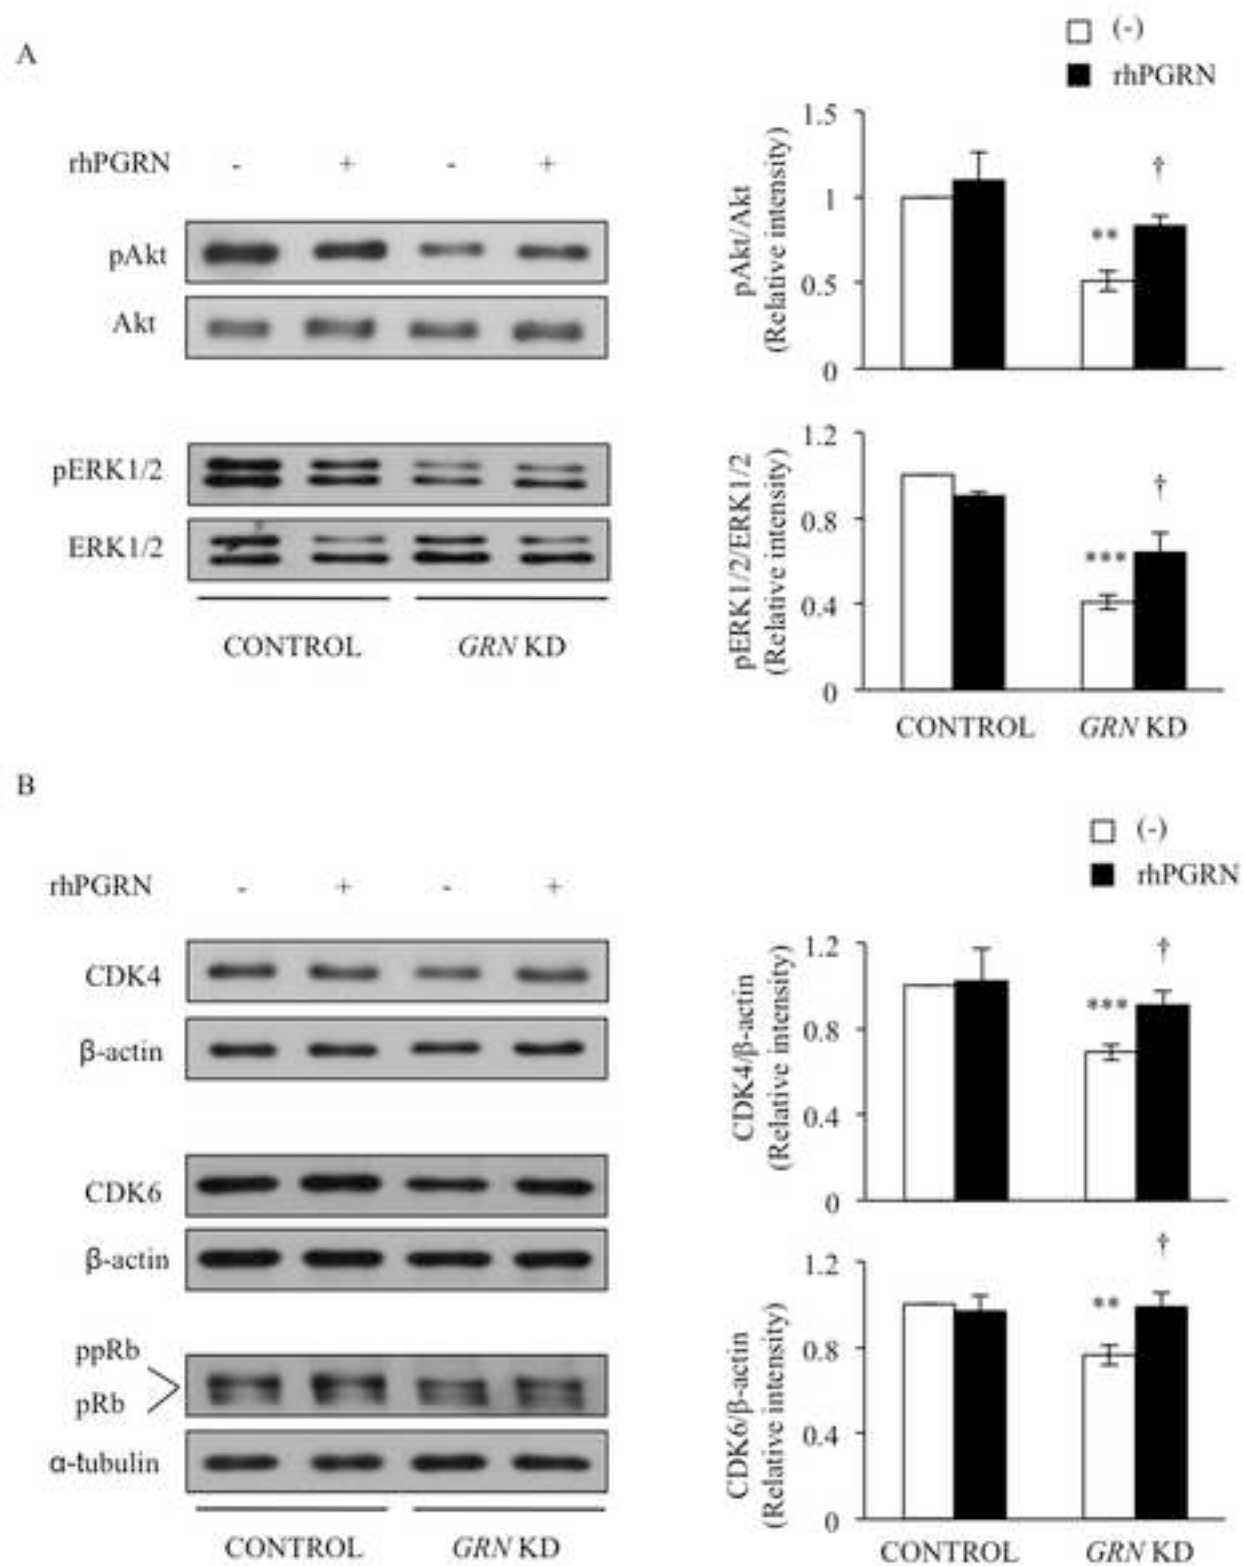 A
(-)
rhPGRN
rhPGRN - + - +
pAkt
Akt
pERK1/2
ERK1/2
CONTROL GRN KD
pAkt/Akt
(Relative intensity)
1.5
1
0.5
0
**
†
pERK1/2/ERK1/2
(Relative intensity)
1.2
0.8
0.4
0
***
†
CONTROL GRN KD
B
(-)
rhPGRN
rhPGRN - + - +
CDK4
β-actin
CDK6
β-actin
ppRb
pRb
α-tubulin
CONTROL GRN KD
CDK4/β-actin
(Relative intensity)
1.2
0.8
0.4
0
***
†
CDK6/β-actin
(Relative intensity)
1.2
0.8
0.4
0
**
†
CONTROL GRN KD